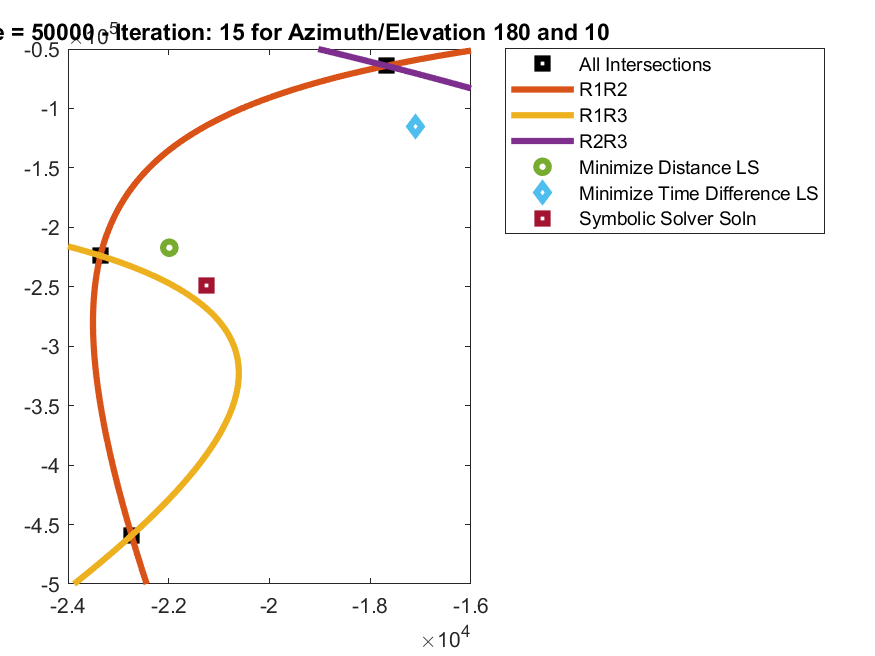 e = 50000 - Iteration: 15 for Azimuth/Elevation 180 and 10
×10^5
-0.5
-1
-1.5
-2
-2.5
-3
-3.5
-4
-4.5
-5
-2.4 -2.2 -2 -1.8 -1.6
×10^4
All Intersections
R1R2
R1R3
R2R3
Minimize Distance LS
Minimize Time Difference LS
Symbolic Solver Soln